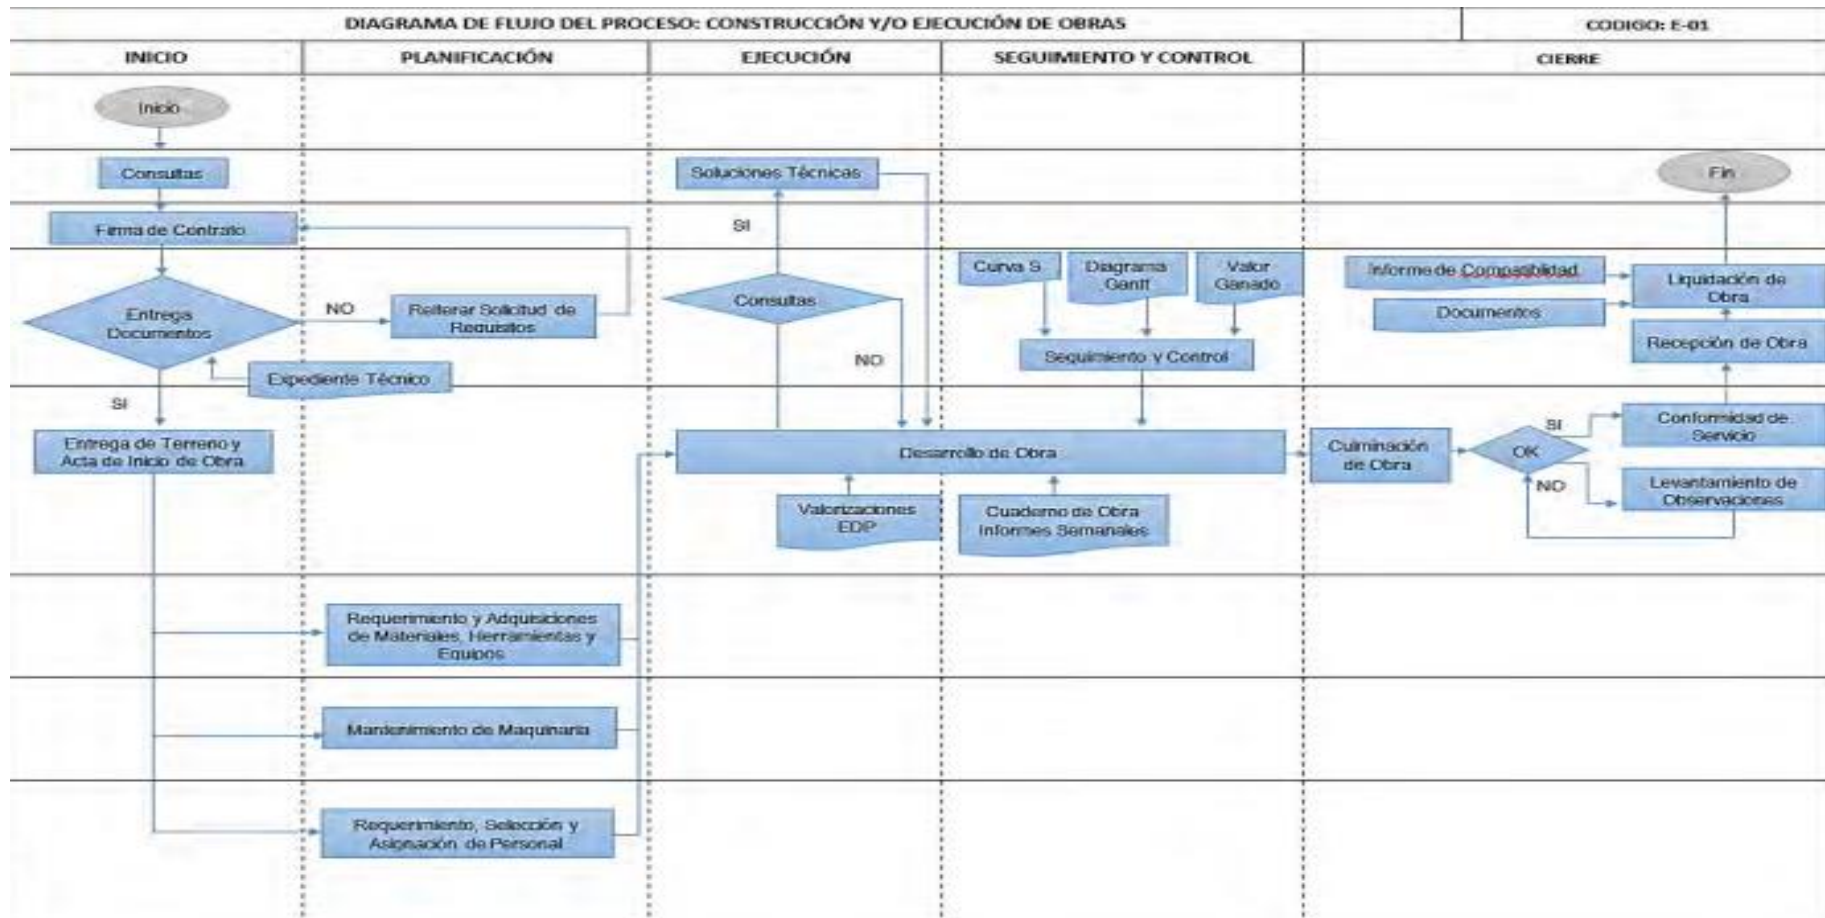 DIAGRAMA DE FLUJO DEL PROCESO: CONSTRUCCIÓN Y/O EJECUCIÓN DE OBRAS
CODIGO: E-01
INICIO
PLANIFICACIÓN
EJECUCIÓN
SEGUIMIENTO Y CONTROL
CIERRE
Inicio
Consultas
Firma de Contrato
Entrega
Documentos
NO
Reiterar Solicitud de
Requisitos
Expediente Técnico
SI
Entrega de Terreno y
Acta de Inicio de Obra
Requerimiento y Adquisiciones
de Materiales, Herramientas y
Equipos
Mantenimiento de Maquinaria
Requerimiento, Selección y
Asignación de Personal
Soluciones Técnicas
SI
Consultas
NO
Desarrollo de Obra
Valorizaciones
EDP
Cuaderno de Obra
Informes Semanales
Curva S
Diagrama
Gantt
Valor
Ganado
Seguimiento y Control
Fin
Informe de Compatiblidad
Documentos
Liquidación de
Obra
Recepción de Obra
Culminación
de Obra
OK
SI
NO
Conformidad de
Servicio
Levantamiento de
Observaciones